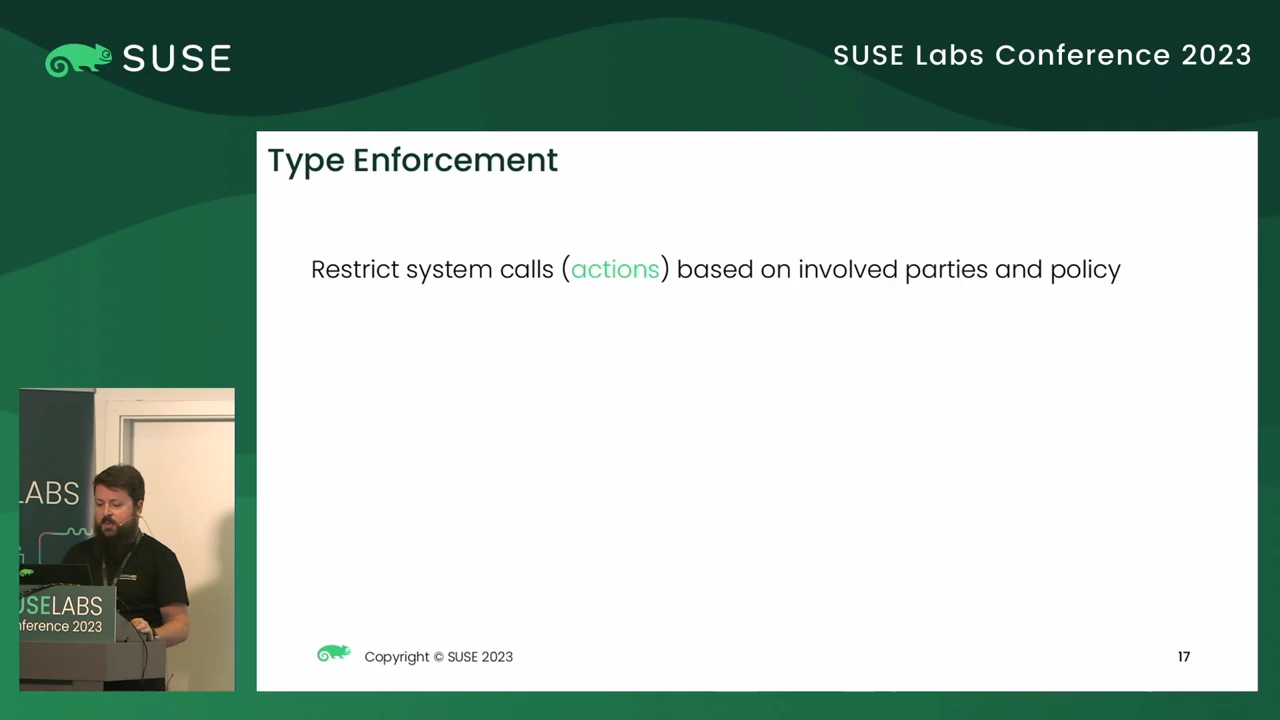 SUSE
SUSE Labs Conference 2023
Type Enforcement
Restrict system calls (actions) based on involved parties and policy
LABS
USELABS
nference 2023
Copyright © SUSE 2023
17